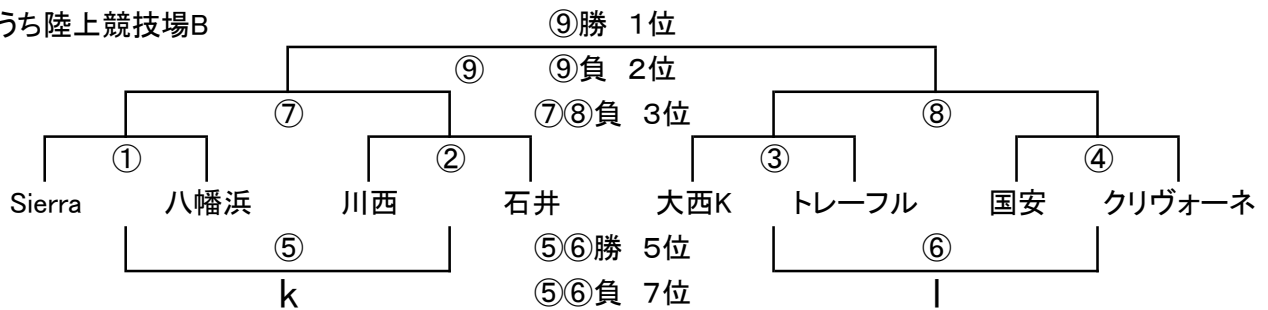 うち陸上競技場B
⑨勝 1位
⑨ ⑨負 2位
⑦ ⑦⑧負 3位 ⑧
① ② ③ ④
Sierra 八幡浜 川西 石井 大西K トレーフル 国安 クリヴォーネ
⑤ ⑤⑥勝 5位 ⑥
k ⑤⑥負 7位 l